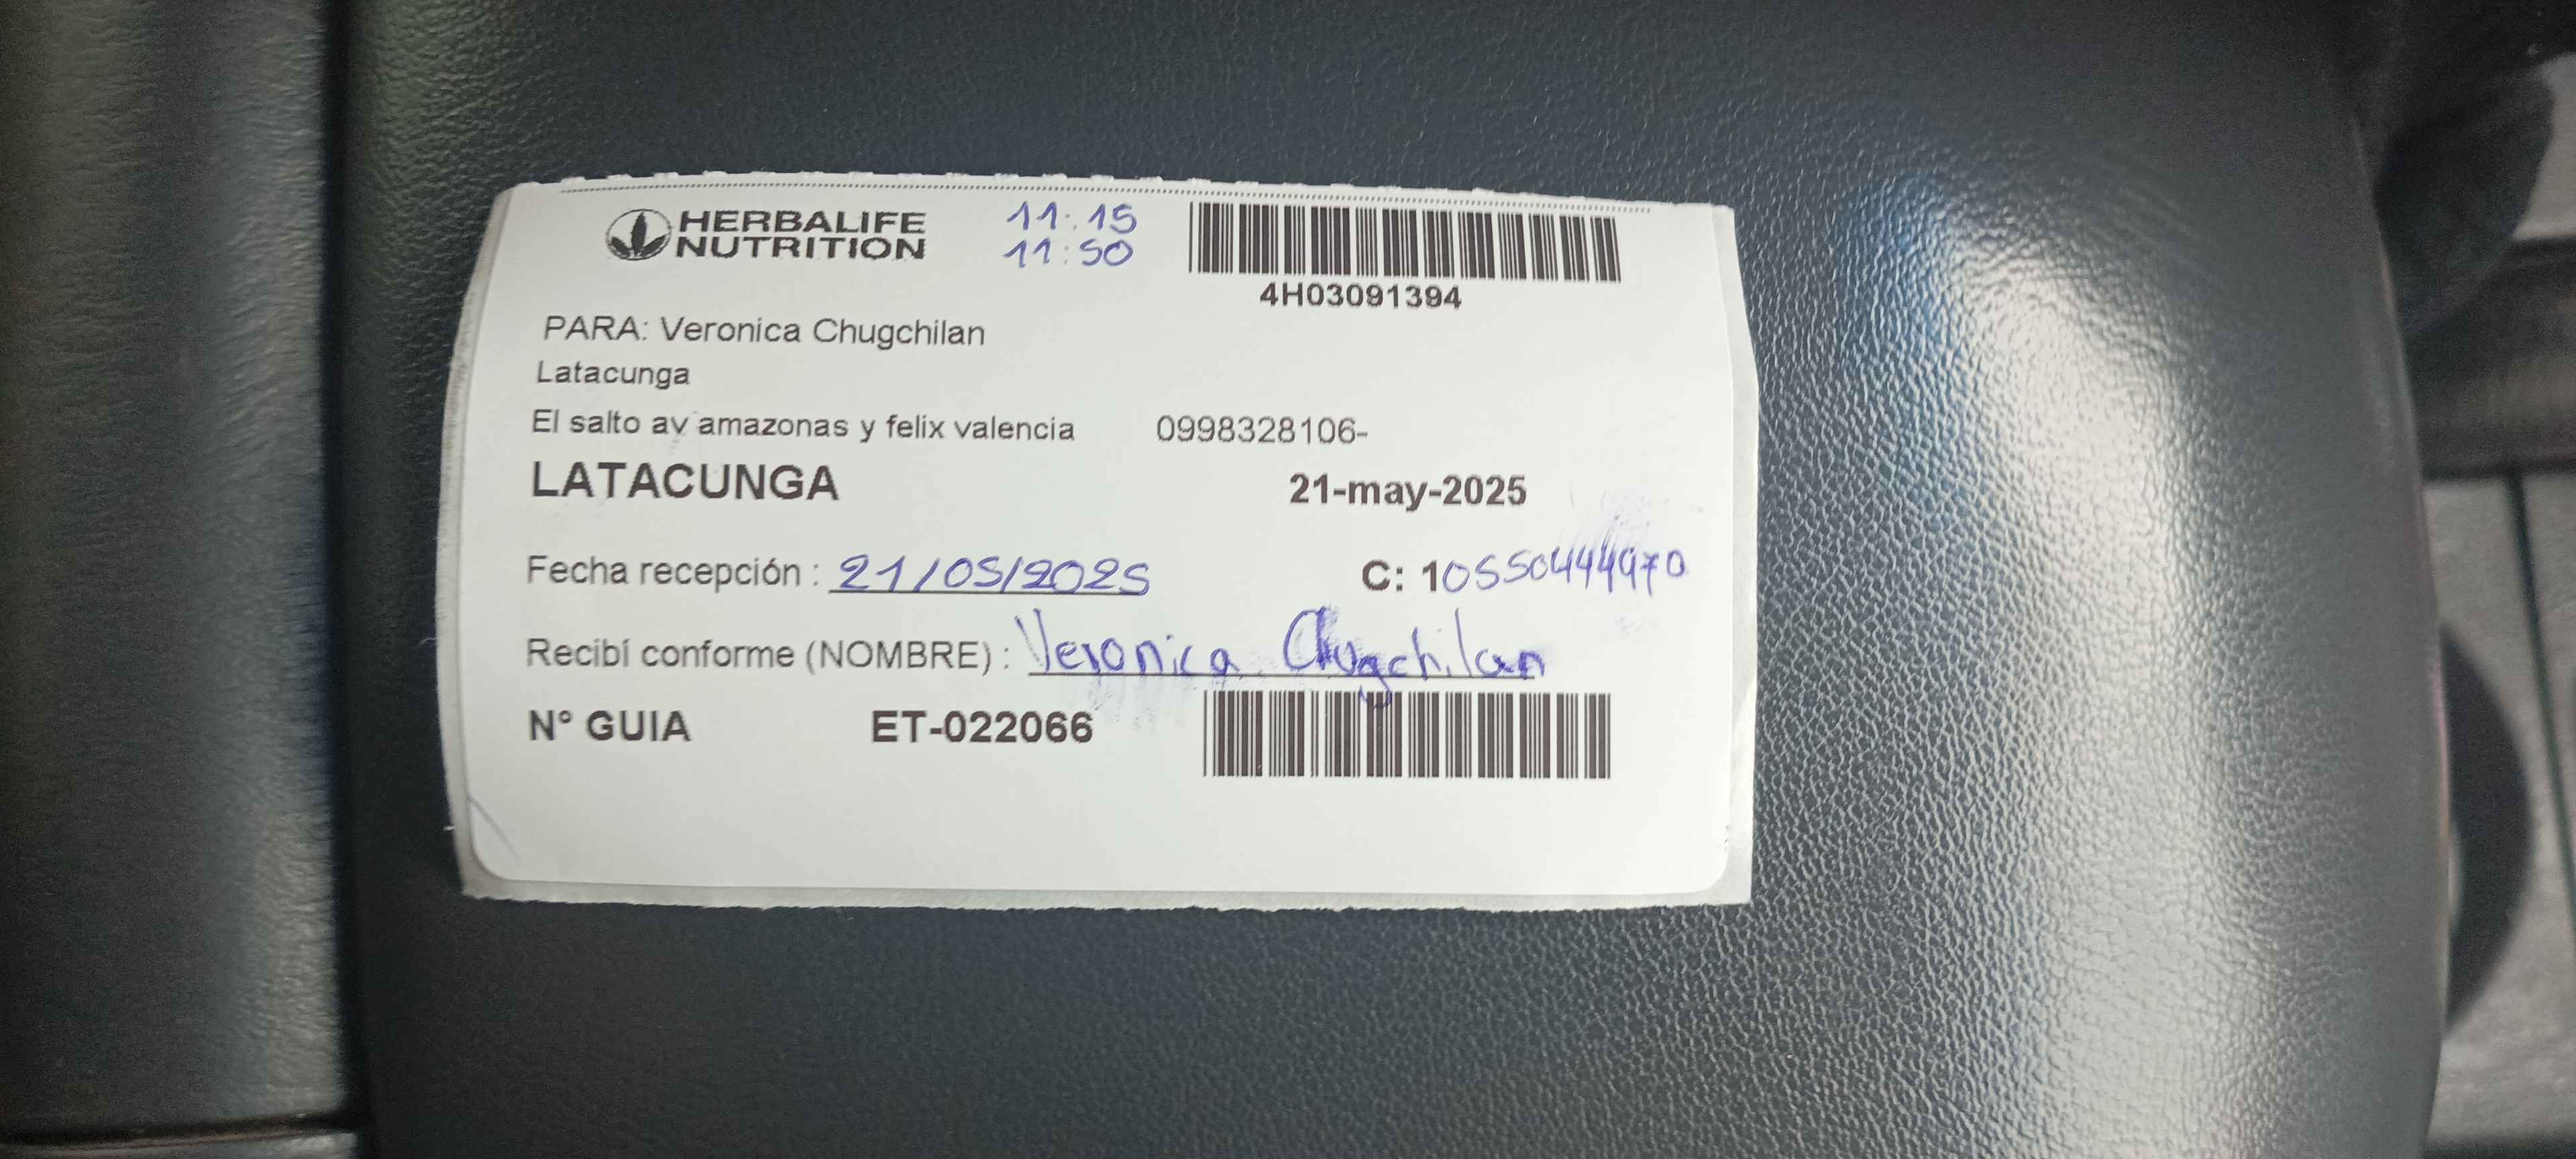 HERBALIFE
NUTRITION
11:15
11:50
4H03091394
PARA: Veronica Chugchilan
Latacunga
El salto av amazonas y felix valencia 0998328106-
LATACUNGA 21-may-2025
Fecha recepción : 21/05/2025 C: 10550444970
Recibí conforme (NOMBRE) : Veronica Chugchilan
N° GUIA ET-022066